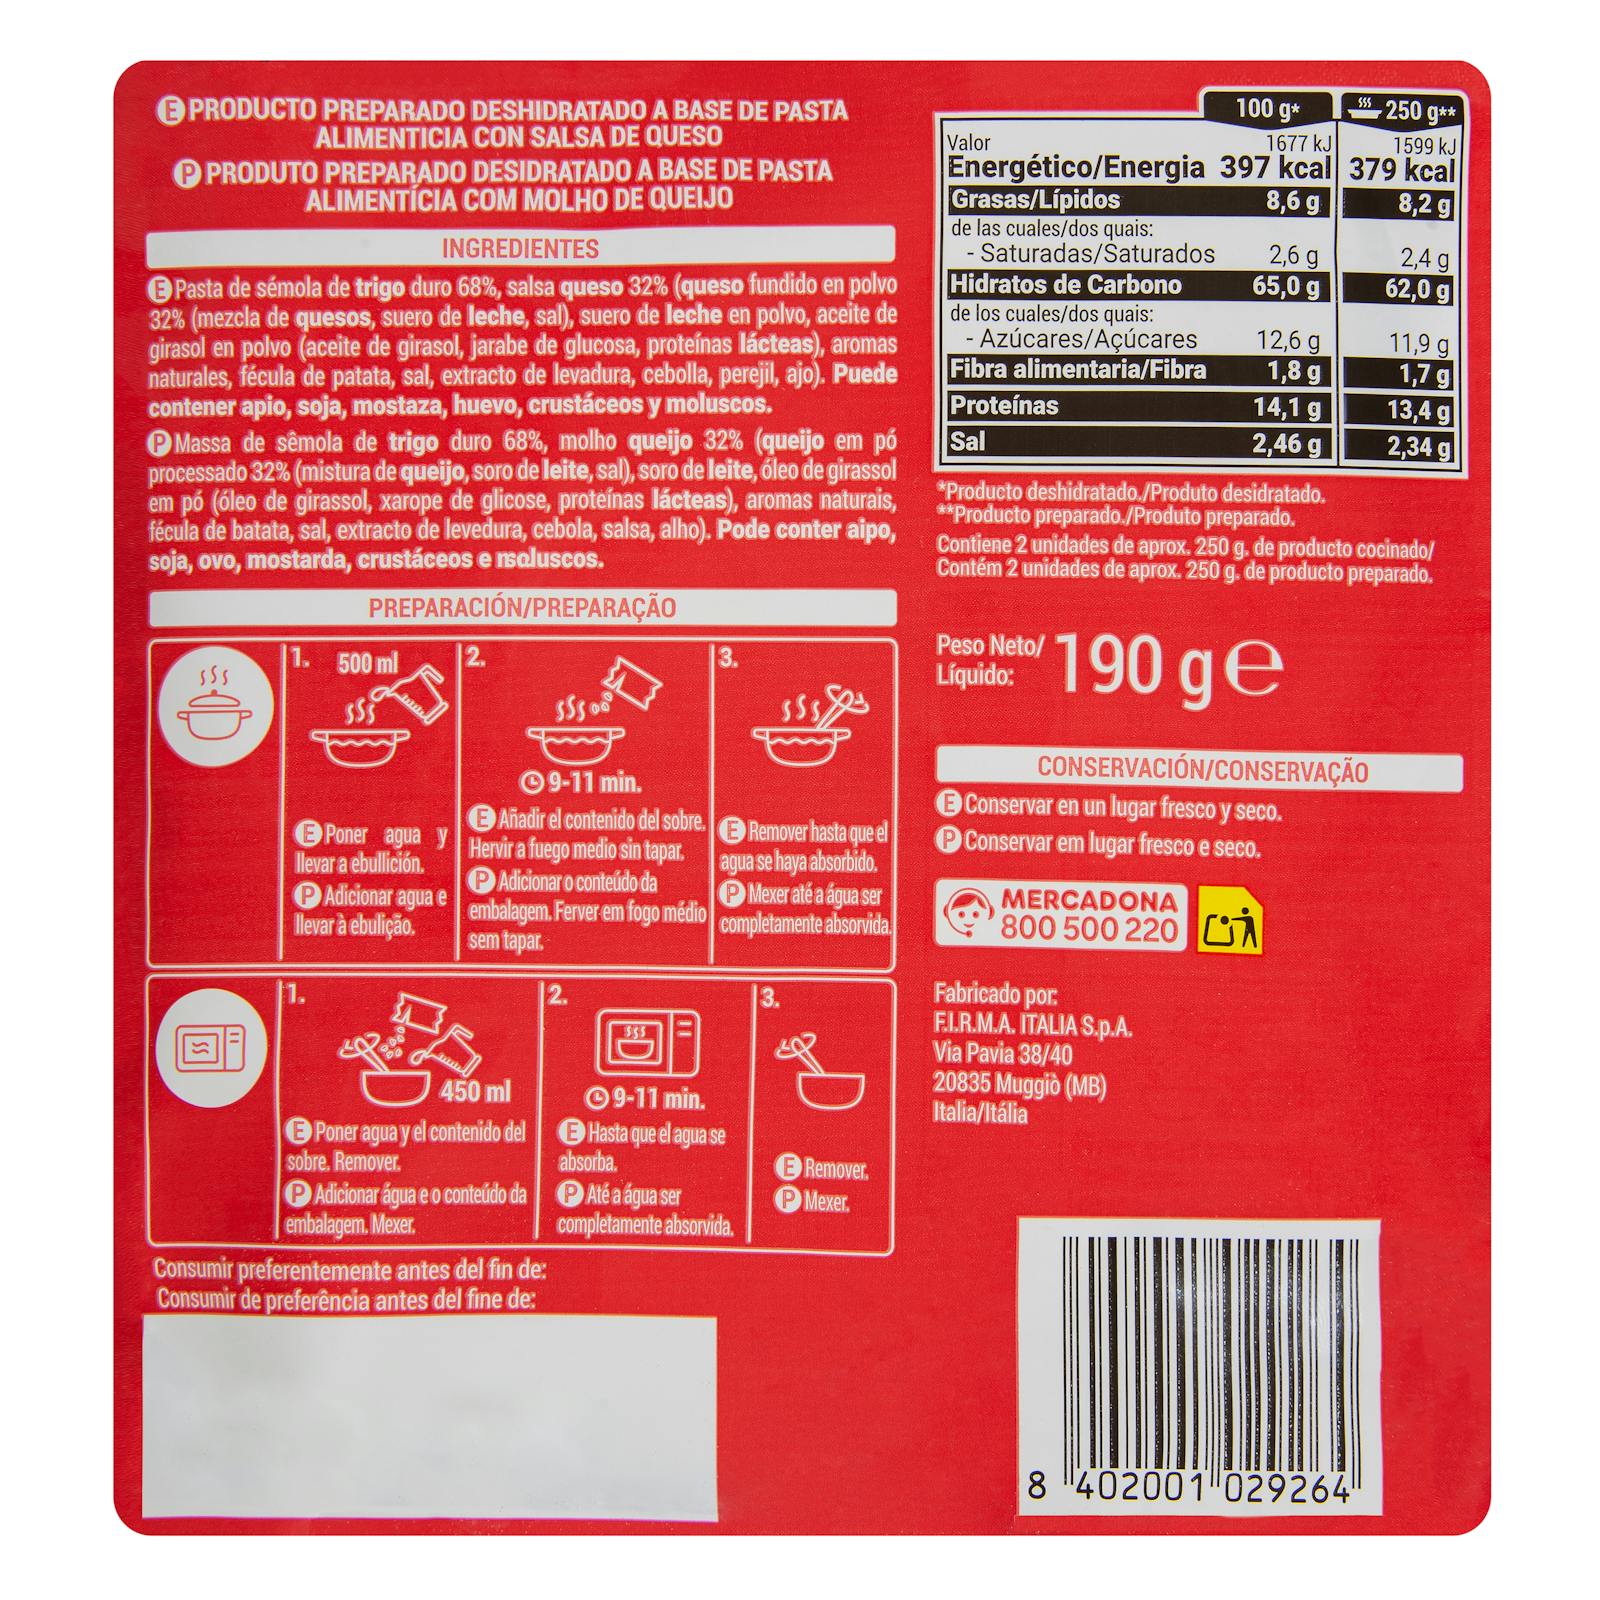 E PRODUCTO PREPARADO DESHIDRATADO A BASE DE PASTA
ALIMENTICIA CON SALSA DE QUESO
P PRODUTO PREPARADO DESIDRATADO A BASE DE PASTA
ALIMENTÍCIA COM MOLHO DE QUEIJO
INGREDIENTES
E Pasta de sémola de trigo duro 68%, salsa queso 32% (queso fundido en polvo
32% (mezcla de quesos, suero de leche, sal), suero de leche en polvo, aceite de
girasol en polvo (aceite de girasol, jarabe de glucosa, proteínas lácteas), aromas
naturales, fécula de patata, sal, extracto de levadura, cebolla, perejil, ajo). Puede
contener apio, soja, mostaza, huevo, crustáceos y moluscos.
P Massa de sêmola de trigo duro 68%, molho queijo 32% (queijo em pó
processado 32% (mistura de queijo, soro de leite, sal), soro de leite, óleo de girassol
em pó (óleo de girassol, xarope de glicose, proteínas lácteas), aromas naturais,
fécula de batata, sal, extracto de levedura, cebola, salsa, alho). Pode conter aipo,
soja, ovo, mostarda, crustáceos e moluscos.
PREPARACIÓN/PREPARAÇÃO
1.
500 ml
E Poner agua y
llevar a ebullición.
P Adicionar agua e
llevar à ebulição.
2.
9-11 min.
E Añadir el contenido del sobre.
Hervir a fuego medio sin tapar.
P Adicionar o conteúdo da
embalagem. Ferver em fogo médio
sem tapar.
3.
E Remover hasta que el
agua se haya absorbido.
P Mexer até a água ser
completamente absorvida.
1.
450 ml
E Poner agua y el contenido del
sobre. Remover.
P Adicionar água e o conteúdo da
embalagem. Mexer.
2.
9-11 min.
E Hasta que el agua se
absorba.
P Até a água ser
completamente absorvida.
3.
E Remover.
P Mexer.
Consumir preferentemente antes del fin de:
Consumir de preferência antes del fine de:
100 g* 250 g**
Valor 1677 kJ 1599 kJ
Energético/Energia 397 kcal 379 kcal
Grasas/Lípidos 8,6 g 8,2 g
de las cuales/dos quais:
- Saturadas/Saturados 2,6 g 2,4 g
Hidratos de Carbono 65,0 g 62,0 g
de los cuales/dos quais:
- Azúcares/Açúcares 12,6 g 11,9 g
Fibra alimentaria/Fibra 1,8 g 1,7 g
Proteínas 14,1 g 13,4 g
Sal 2,46 g 2,34 g
*Producto deshidratado./Produto desidratado.
**Producto preparado./Produto preparado.
Contiene 2 unidades de aprox. 250 g. de producto cocinado/
Contém 2 unidades de aprox. 250 g. de producto preparado.
Peso Neto/
Líquido: 190 g e
CONSERVACIÓN/CONSERVAÇÃO
E Conservar en un lugar fresco y seco.
P Conservar em lugar fresco e seco.
MERCADONA
800 500 220
Fabricado por:
F.I.R.M.A. ITALIA S.p.A.
Via Pavia 38/40
20835 Muggiò (MB)
Italia/Itália
8 402001 029264